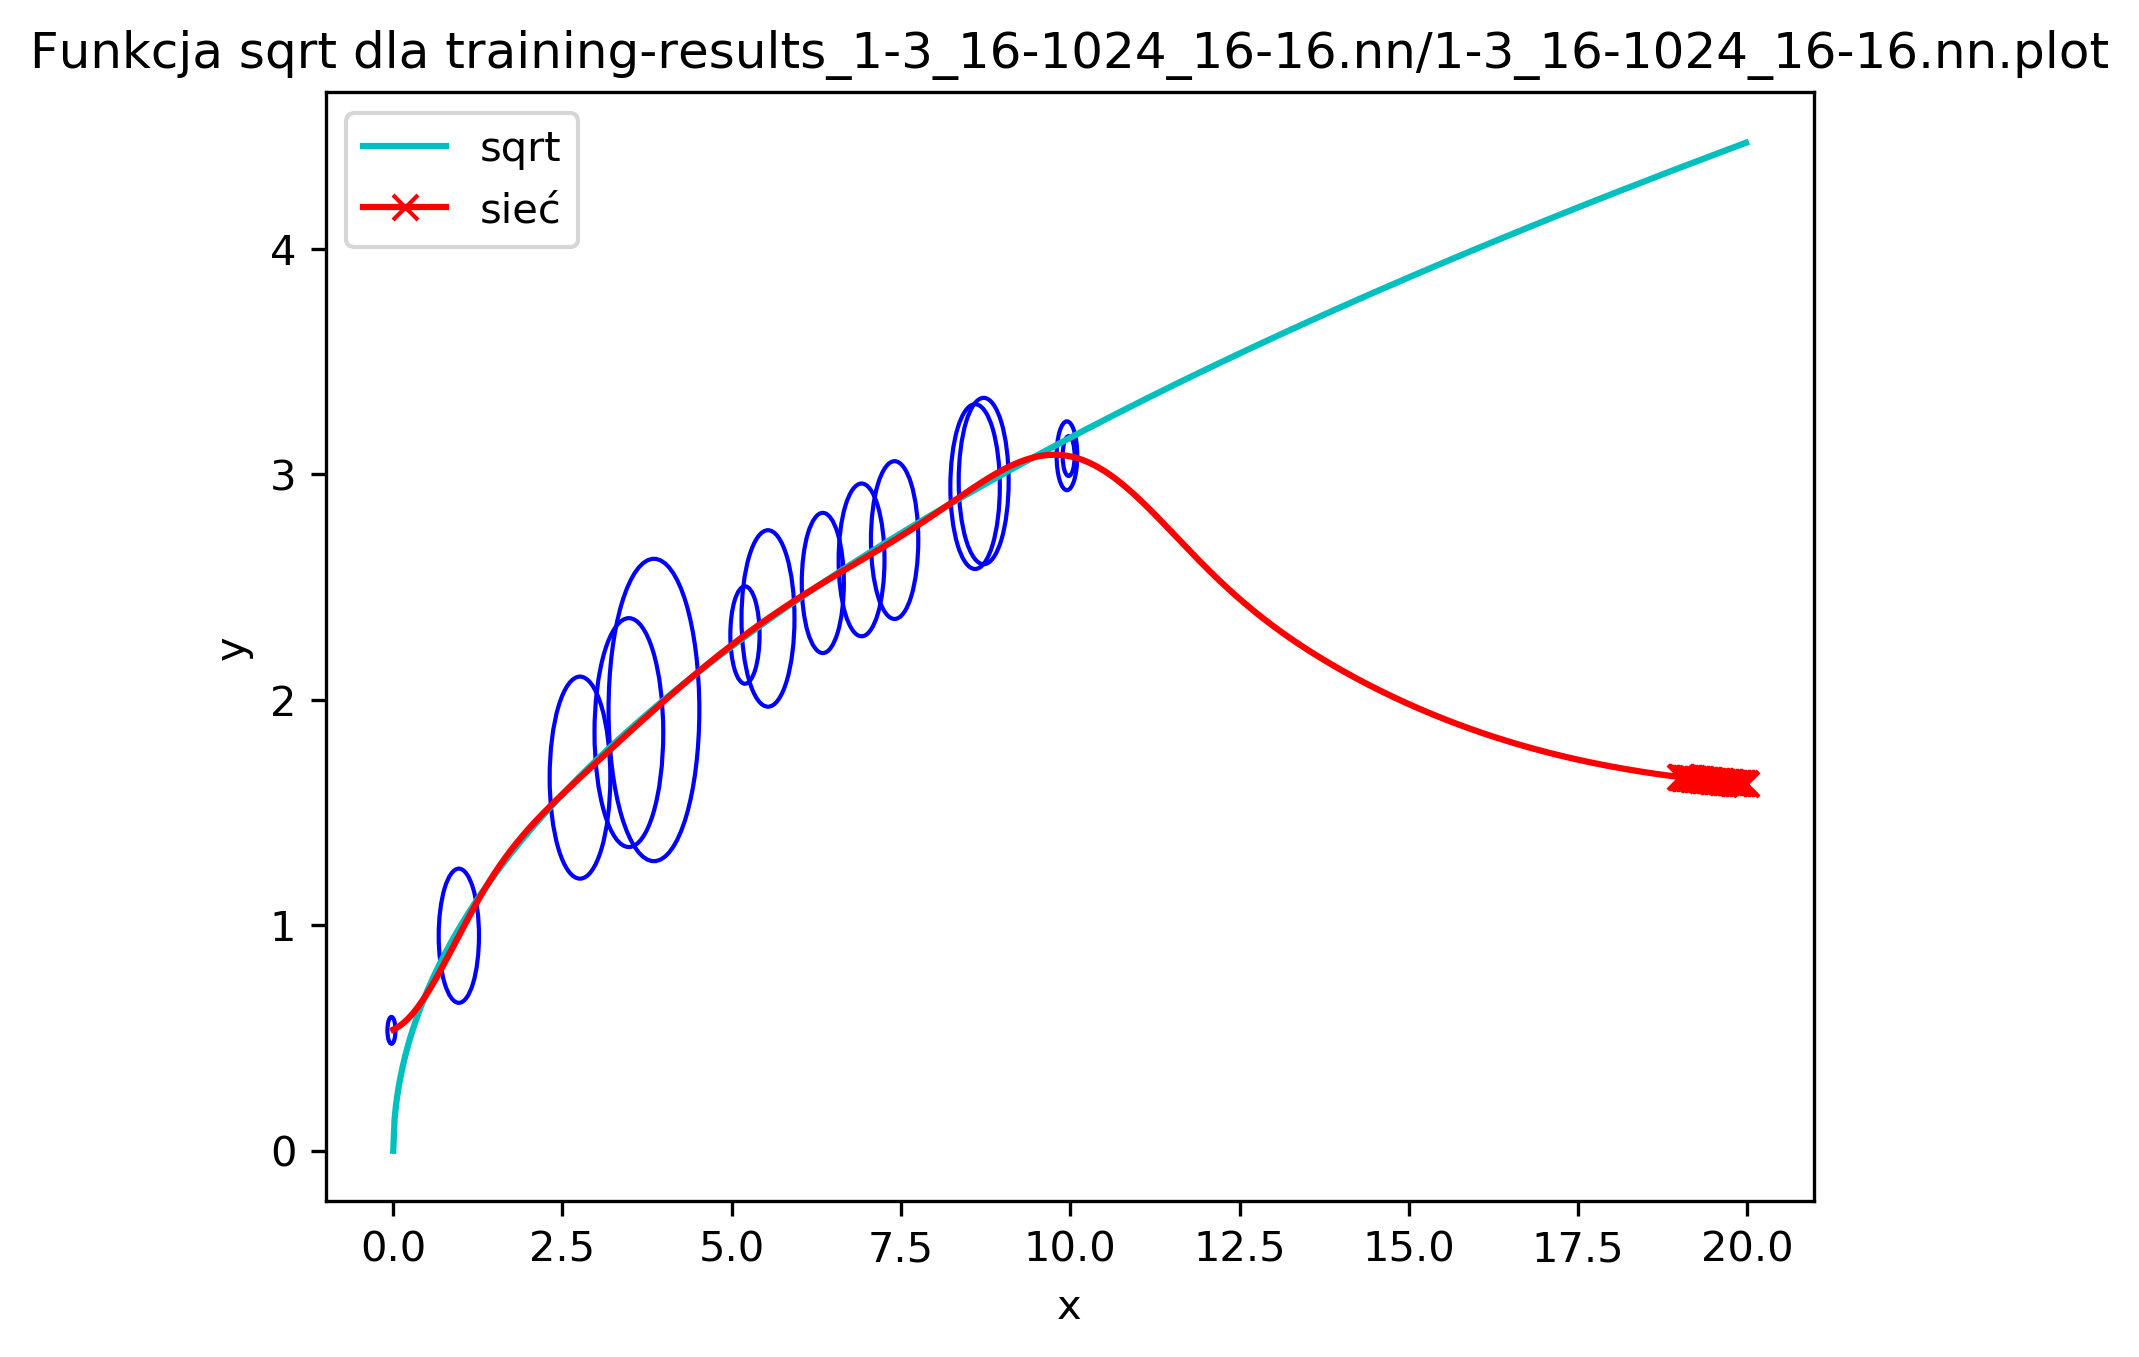 Funkcja sqrt dla training-results_1-3_16-1024_16-16.nn/1-3_16-1024_16-16.nn.plot
sqrt
sieć
4
3
2
1
0
y
0.0 2.5 5.0 7.5 10.0 12.5 15.0 17.5 20.0
x